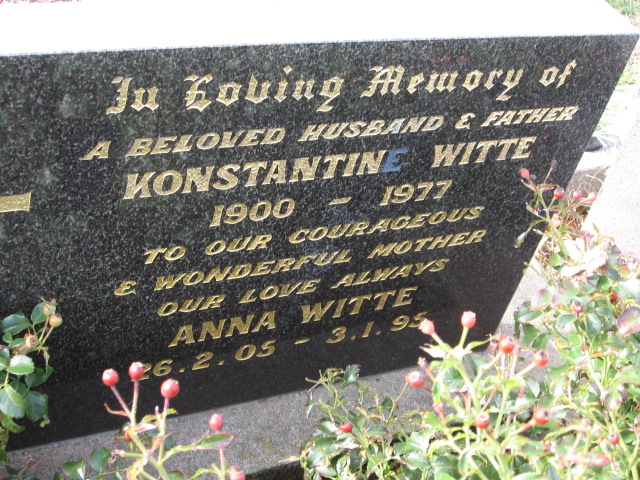 In Loving Memory of
A BELOVED HUSBAND & FATHER
KONSTANTINE WITTE
1900 - 1977
TO OUR COURAGEOUS
& WONDERFUL MOTHER
OUR LOVE ALWAYS
ANNA WITTE
26.2.05 - 3.1.95